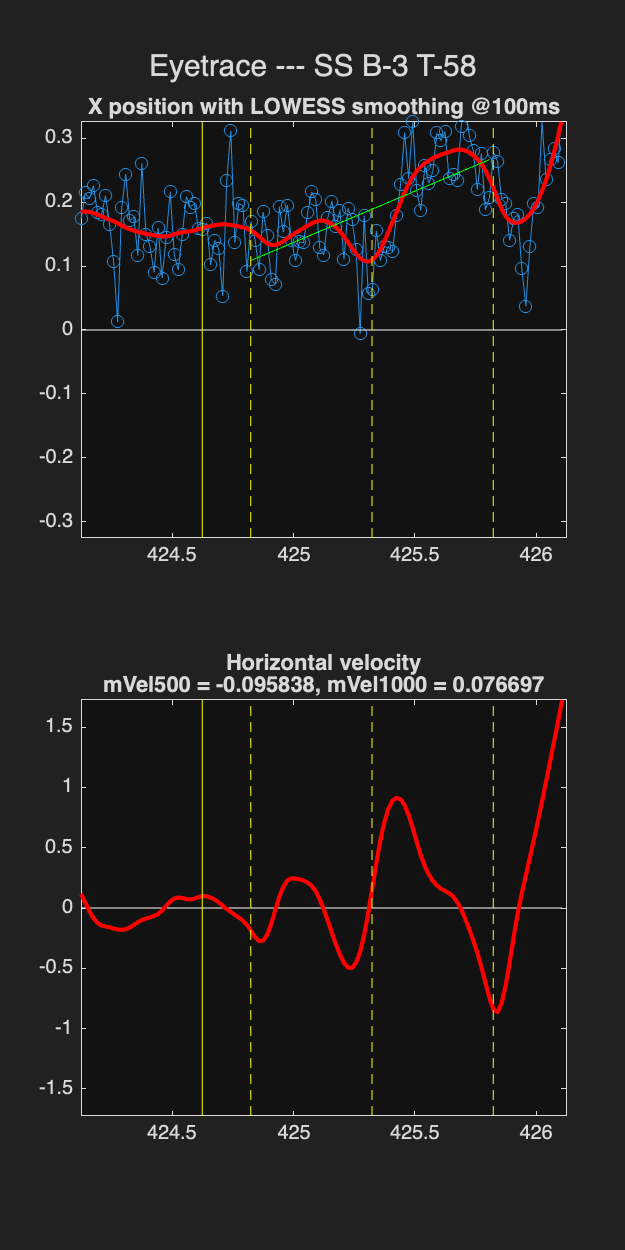 Eyetrace --- SS B-3 T-58
X position with LOWESS smoothing @100ms
0.3
0.2
0.1
0
-0.1
-0.2
-0.3
424.5 425 425.5 426
Horizontal velocity
mVel500 = -0.095838, mVel1000 = 0.076697
1.5
1
0.5
0
-0.5
-1
-1.5
424.5 425 425.5 426